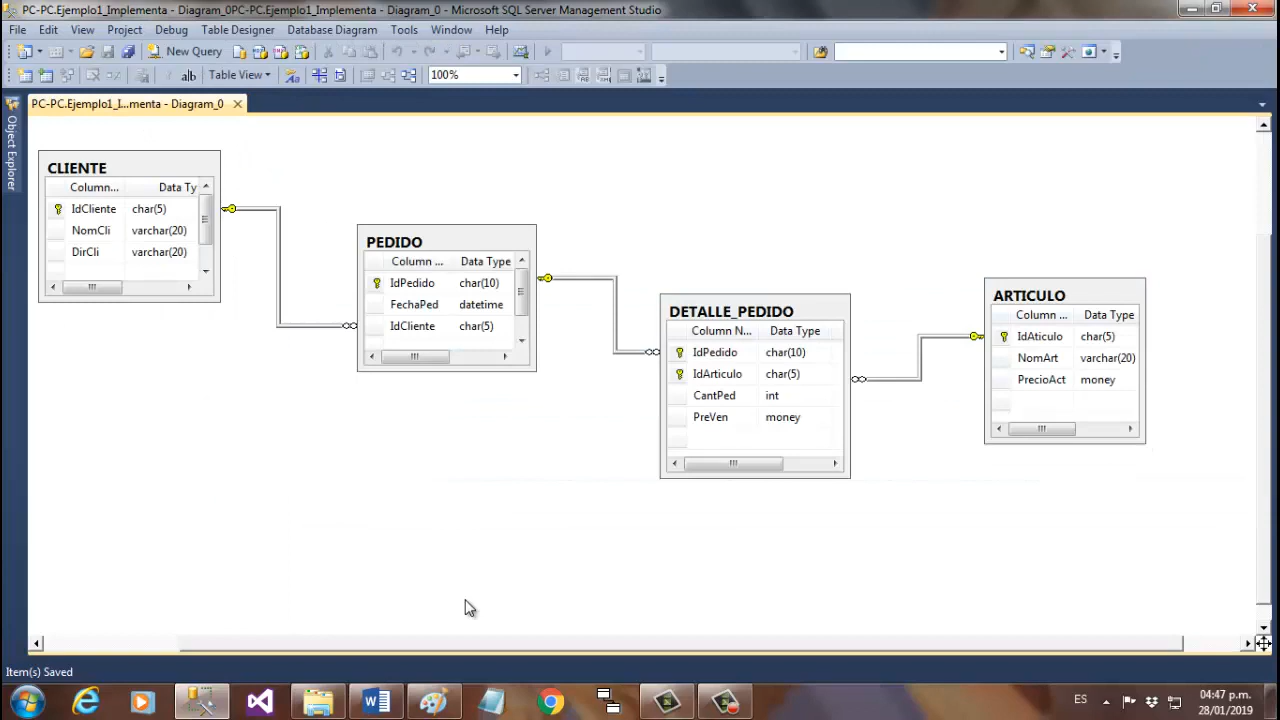 PC-PC.Ejemplo1_Implementa - Diagram_0PC-PC.Ejemplo1_Implementa - Diagram_0 - Microsoft SQL Server Management Studio
File Edit View Project Debug Table Designer Database Diagram Tools Window Help
New Query
ab Table View 100%
PC-PC.Ejemplo1_I...menta - Diagram_0
Object Explorer
CLIENTE
Column... Data Ty
IdCliente char(5)
NomCli varchar(20)
DirCli varchar(20)
PEDIDO
Column ... Data Type
IdPedido char(10)
FechaPed datetime
IdCliente char(5)
DETALLE_PEDIDO
Column N... Data Type
IdPedido char(10)
IdArticulo char(5)
CantPed int
PreVen money
ARTICULO
Column ... Data Type
IdAticulo char(5)
NomArt varchar(20)
PrecioAct money
Item(s) Saved
ES
04:47 p.m.
28/01/2019